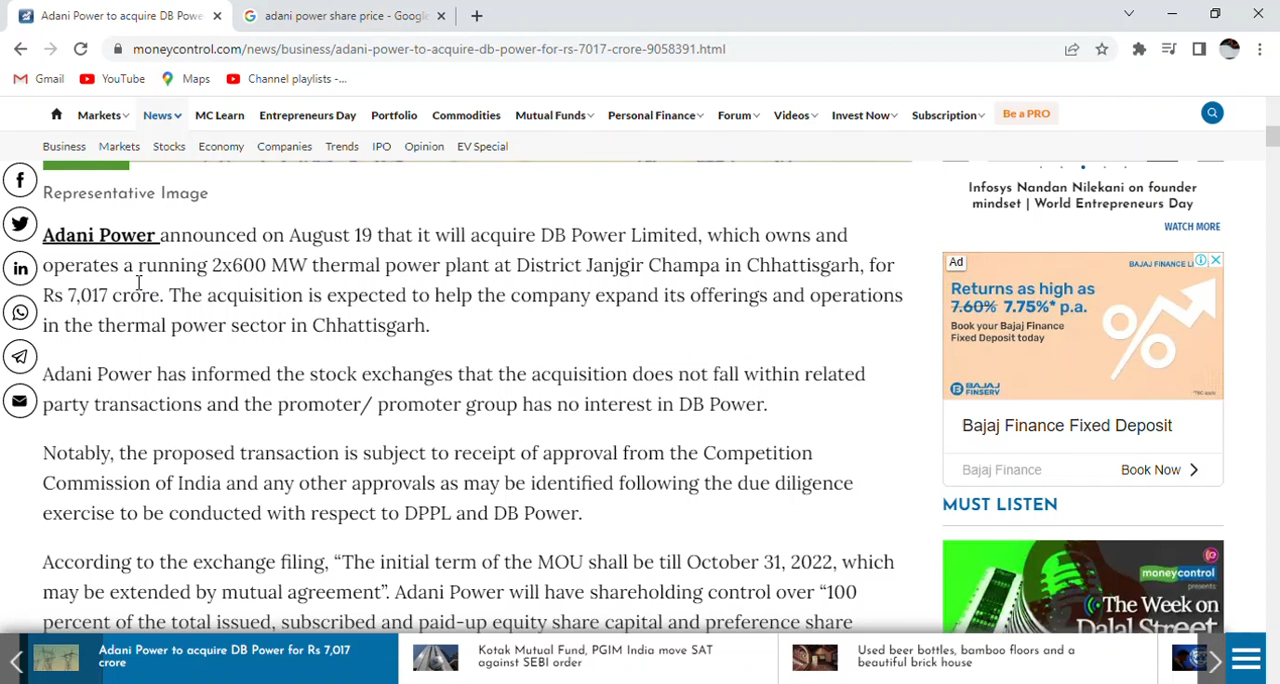 Adani Power to acquire DB Powe
adani power share price - Google
moneycontrol.com/news/business/adani-power-to-acquire-db-power-for-rs-7017-crore-9058391.html
Gmail YouTube Maps Channel playlists -...
Markets News MC Learn Entrepreneurs Day Portfolio Commodities Mutual Funds Personal Finance Forum Videos Invest Now Subscription Be a PRO
Business Markets Stocks Economy Companies Trends IPO Opinion EV Special
Representative Image
Adani Power announced on August 19 that it will acquire DB Power Limited, which owns and
operates a running 2x600 MW thermal power plant at District Janjgir Champa in Chhattisgarh, for
Rs 7,017 crore. The acquisition is expected to help the company expand its offerings and operations
in the thermal power sector in Chhattisgarh.
Adani Power has informed the stock exchanges that the acquisition does not fall within related
party transactions and the promoter/ promoter group has no interest in DB Power.
Notably, the proposed transaction is subject to receipt of approval from the Competition
Commission of India and any other approvals as may be identified following the due diligence
exercise to be conducted with respect to DPPL and DB Power.
According to the exchange filing, “The initial term of the MOU shall be till October 31, 2022, which
may be extended by mutual agreement”. Adani Power will have shareholding control over “100
percent of the total issued, subscribed and paid-up equity share capital and preference share
Infosys Nandan Nilekani on founder
mindset | World Entrepreneurs Day
WATCH MORE
Ad
BAJAJ FINANCE LI
Returns as high as
7.60% 7.75%* p.a.
Book your Bajaj Finance
Fixed Deposit today
BAJAJ
FINSERV
Bajaj Finance Fixed Deposit
Bajaj Finance Book Now
MUST LISTEN
moneycontrol
presents
The Week on
Dalal Street
Adani Power to acquire DB Power for Rs 7,017
crore
Kotak Mutual Fund, PGIM India move SAT
against SEBI order
Used beer bottles, bamboo floors and a
beautiful brick house